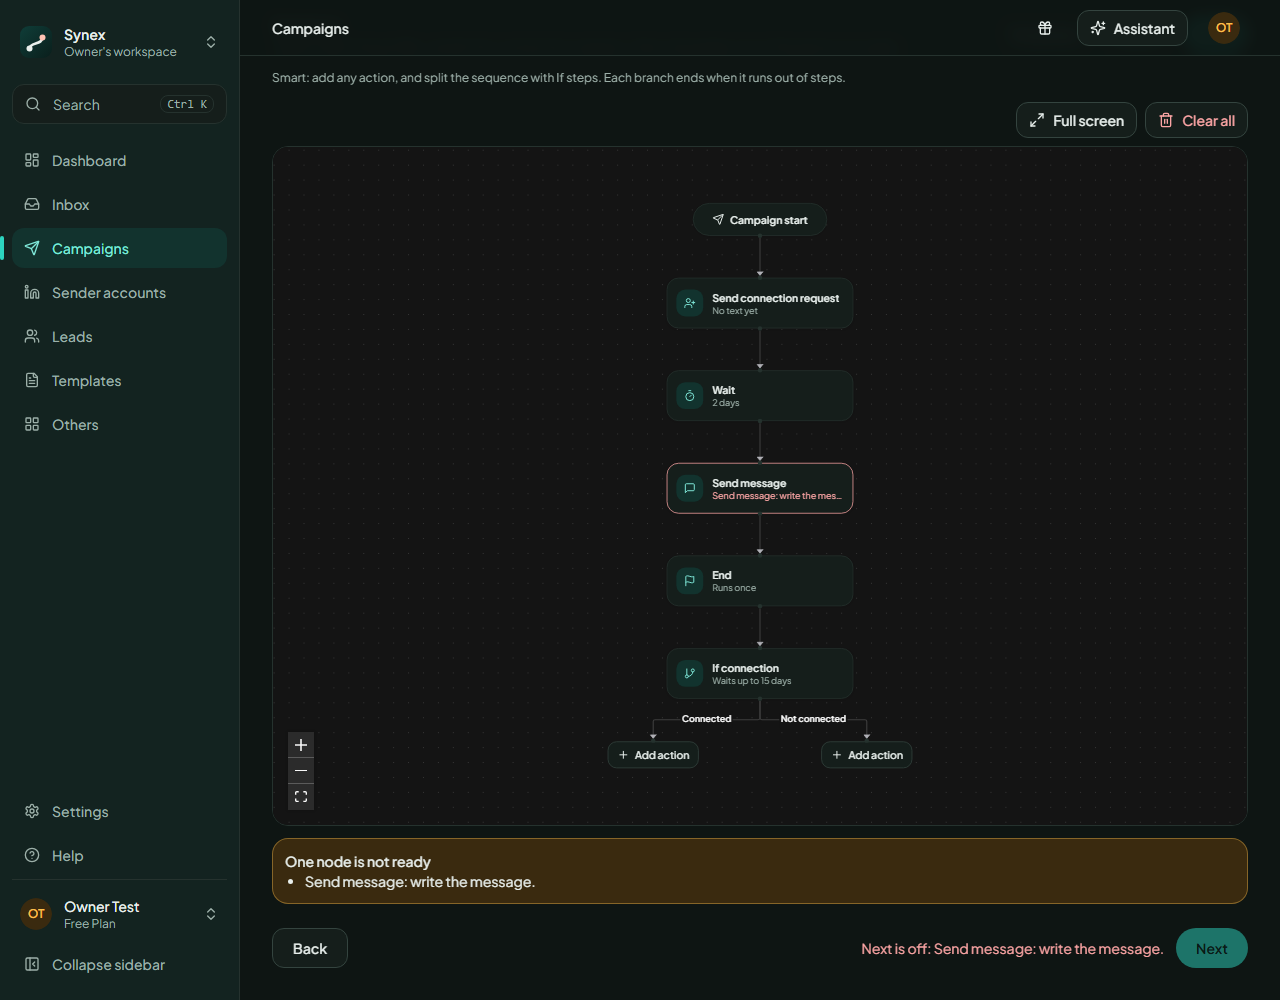 Synex
Owner's workspace
Search
Ctrl K
Dashboard
Inbox
Campaigns
Sender accounts
Leads
Templates
Others
Settings
Help
OT
Owner Test
Free Plan
Collapse sidebar
Campaigns
Assistant
OT
Smart: add any action, and split the sequence with If steps. Each branch ends when it runs out of steps.
Full screen
Clear all
Campaign start
Send connection request
No text yet
Wait
2 days
Send message
Send message: write the mes...
End
Runs once
If connection
Waits up to 15 days
Connected
Not connected
Add action
Add action
One node is not ready
• Send message: write the message.
Back
Next is off: Send message: write the message.
Next